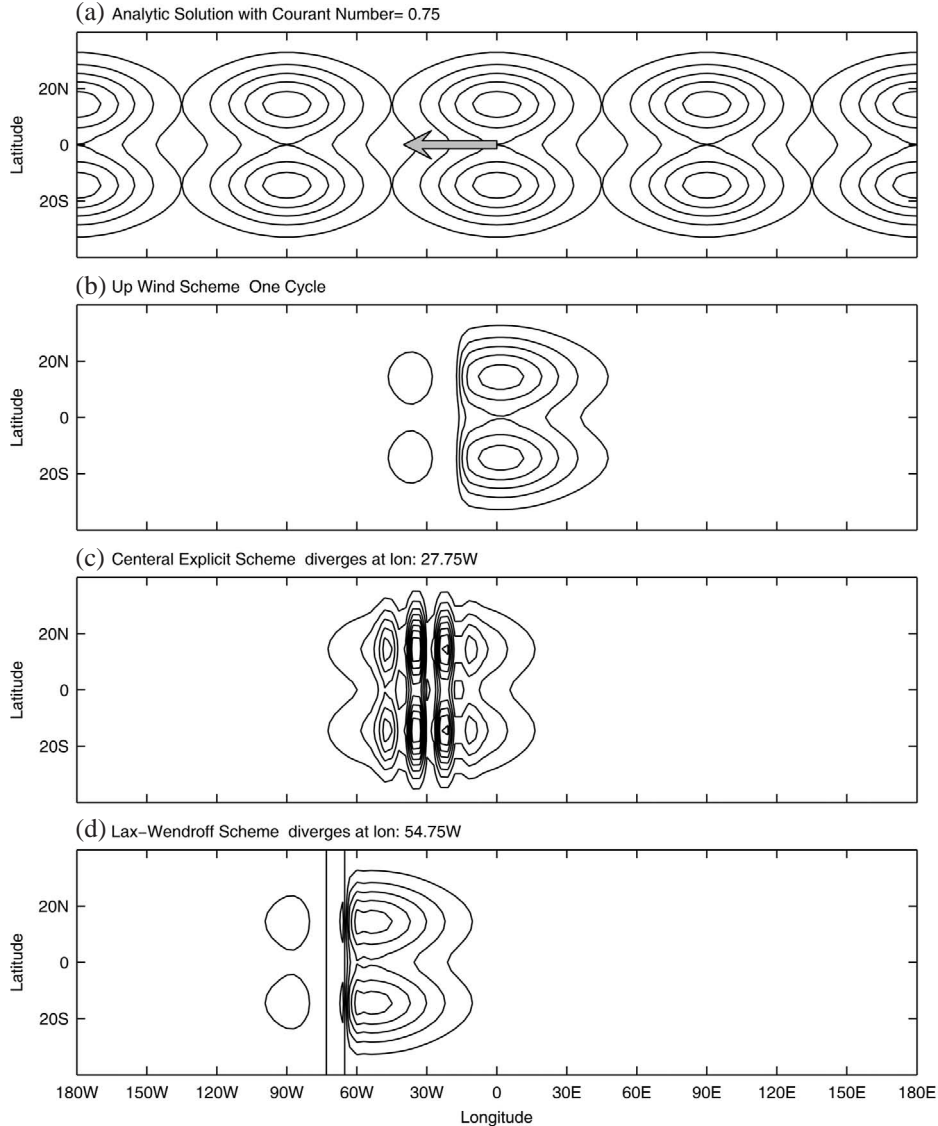 (a) Analytic Solution with Courant Number= 0.75
Latitude
20N
0
20S
(b) Up Wind Scheme One Cycle
Latitude
20N
0
20S
(c) Central Explicit Scheme diverges at lon: 27.75W
Latitude
20N
0
20S
(d) Lax−Wendroff Scheme diverges at lon: 54.75W
Latitude
20N
0
20S
180W 150W 120W 90W 60W 30W 0 30E 60E 90E 120E 150E 180E
Longitude